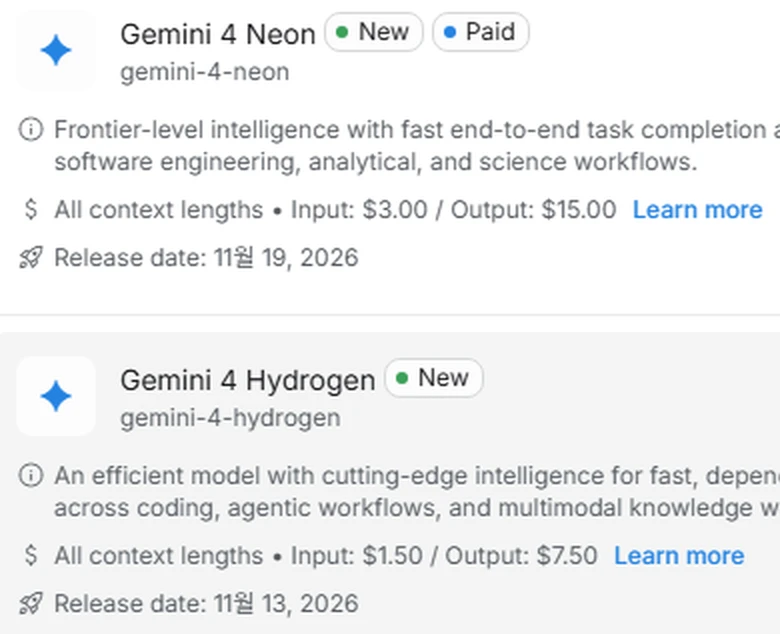 Gemini 4 Neon New Paid
gemini-4-neon
Frontier-level intelligence with fast end-to-end task completion
software engineering, analytical, and science workflows.
$ All context lengths • Input: $3.00 / Output: $15.00 Learn more
Release date: 11월 19, 2026
Gemini 4 Hydrogen New
gemini-4-hydrogen
An efficient model with cutting-edge intelligence for fast,
across coding, agentic workflows, and multimodal knowledge
$ All context lengths • Input: $1.50 / Output: $7.50 Learn more
Release date: 11월 13, 2026